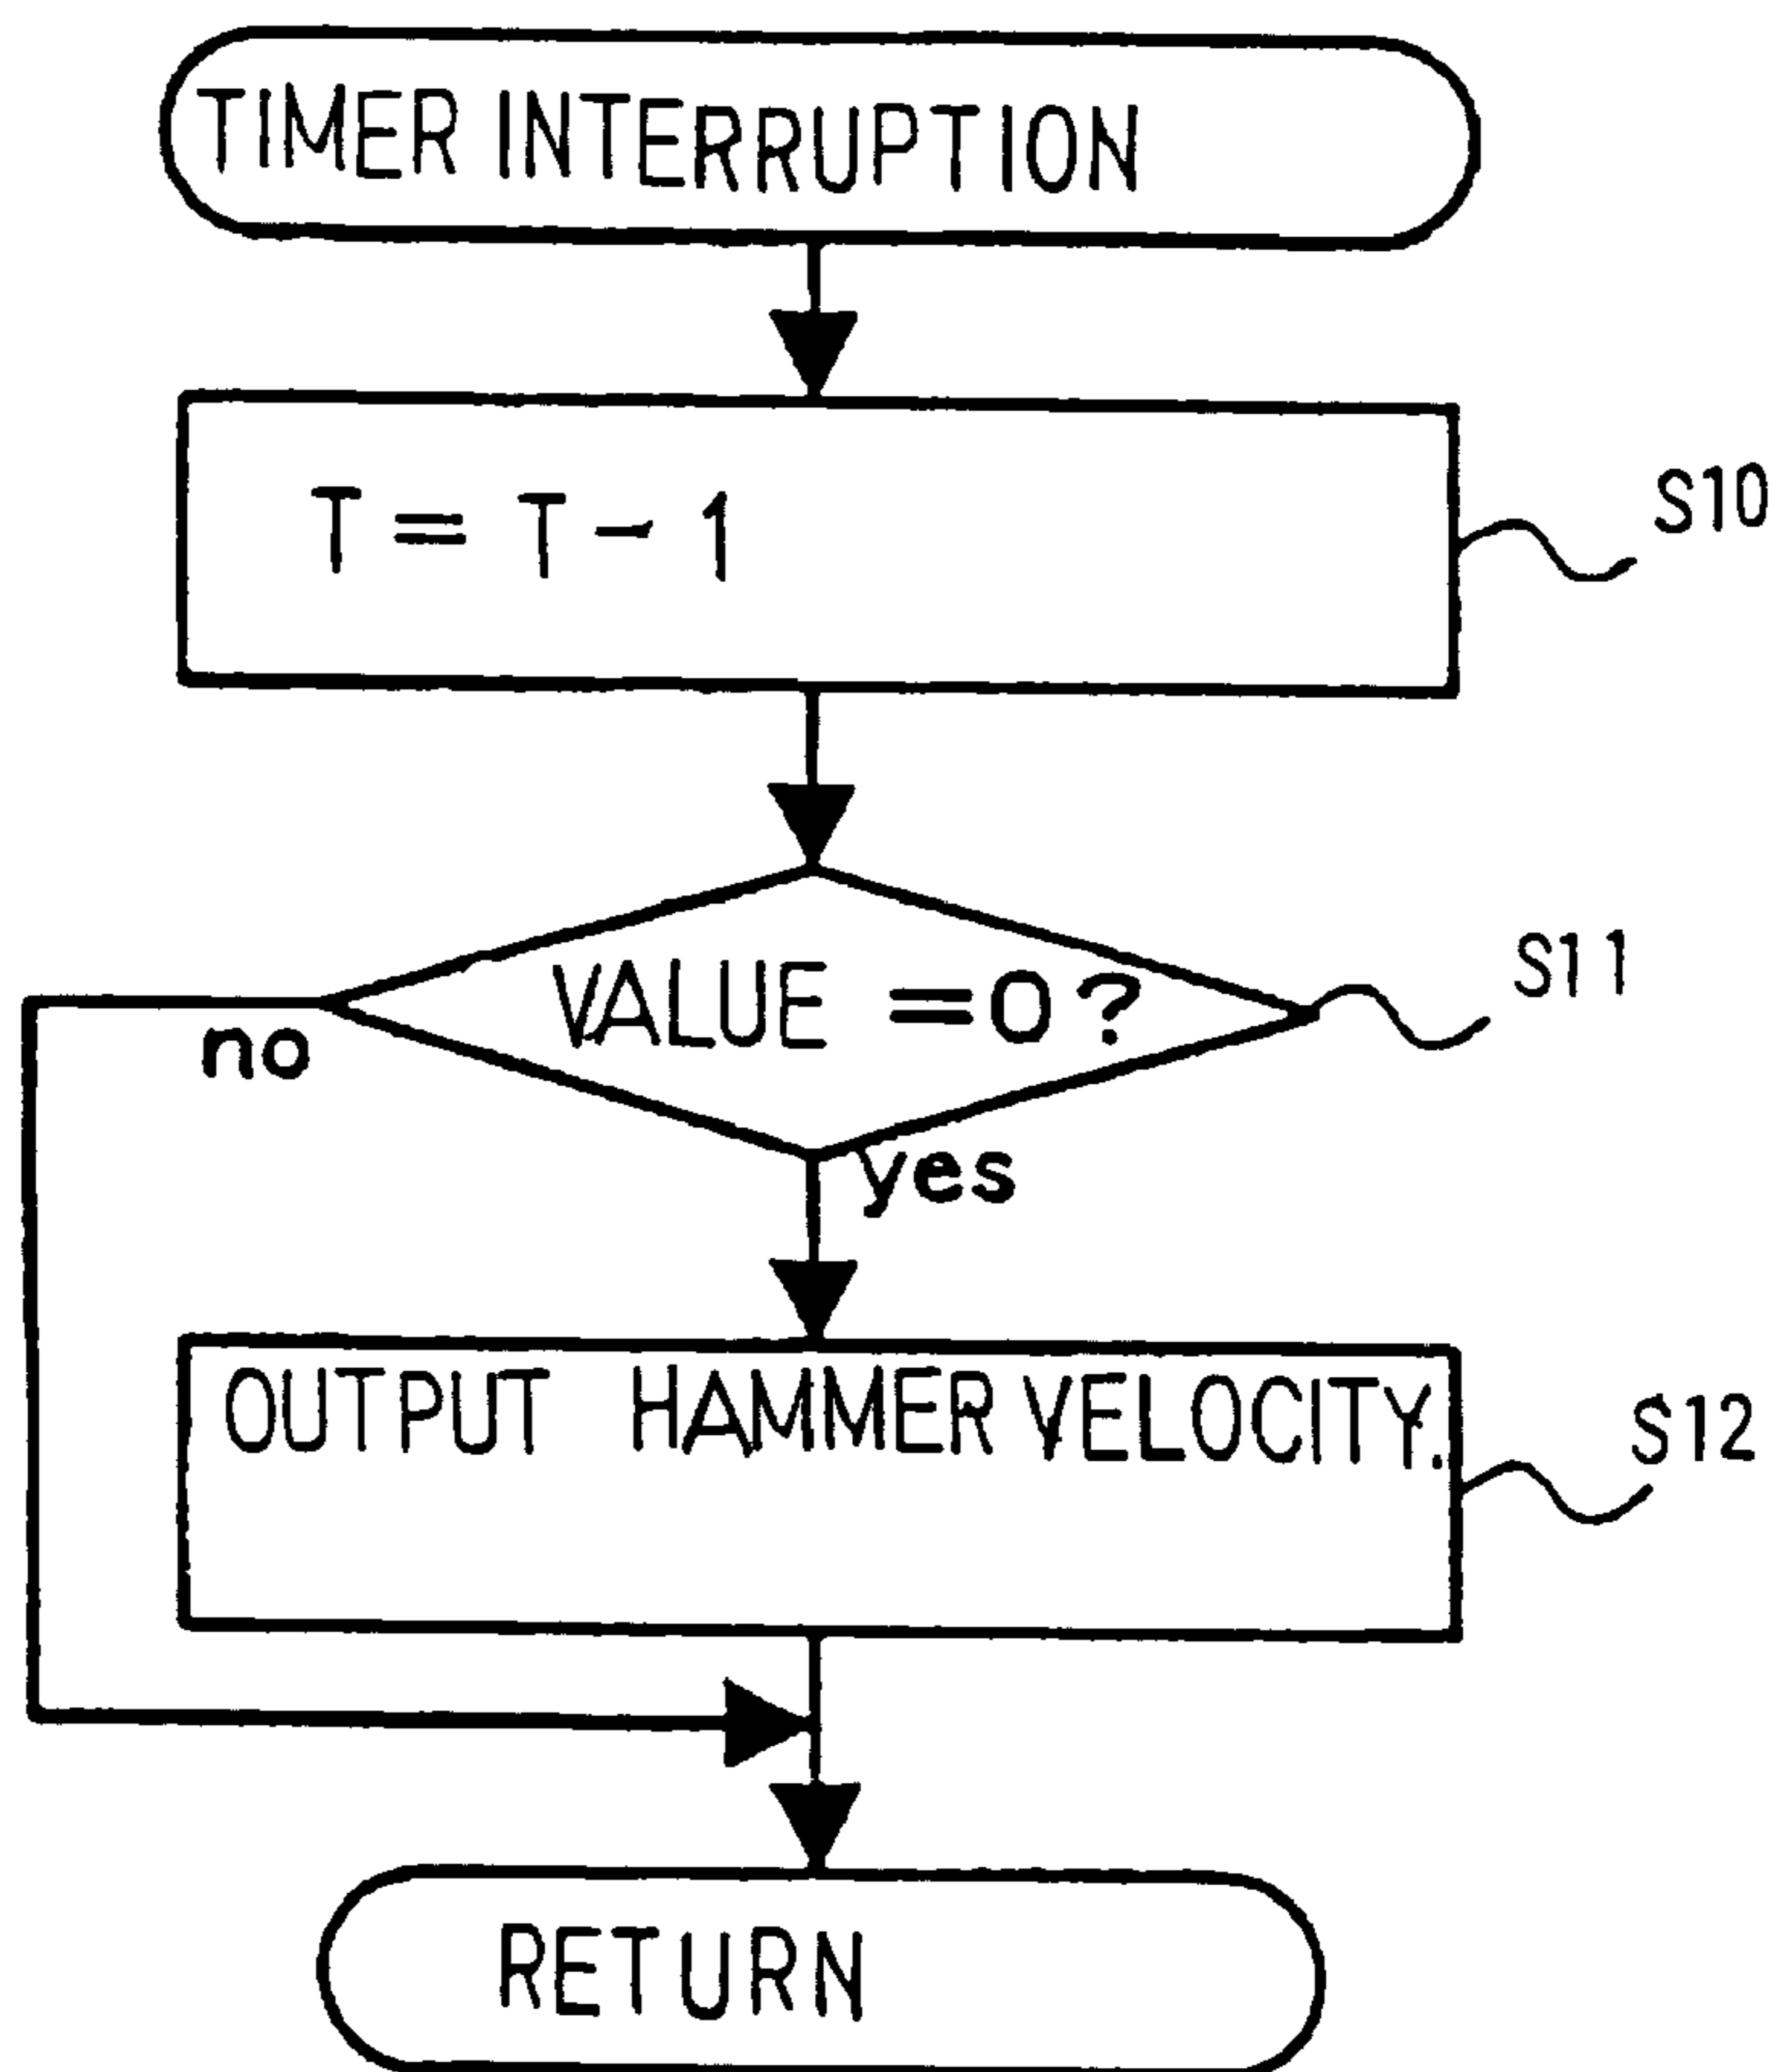 TIMER INTERRUPTION
T = T - 1
S10
VALUE = 0 ?
S11
no
yes
OUTPUT HAMMER VELOCITY.
S12
RETURN